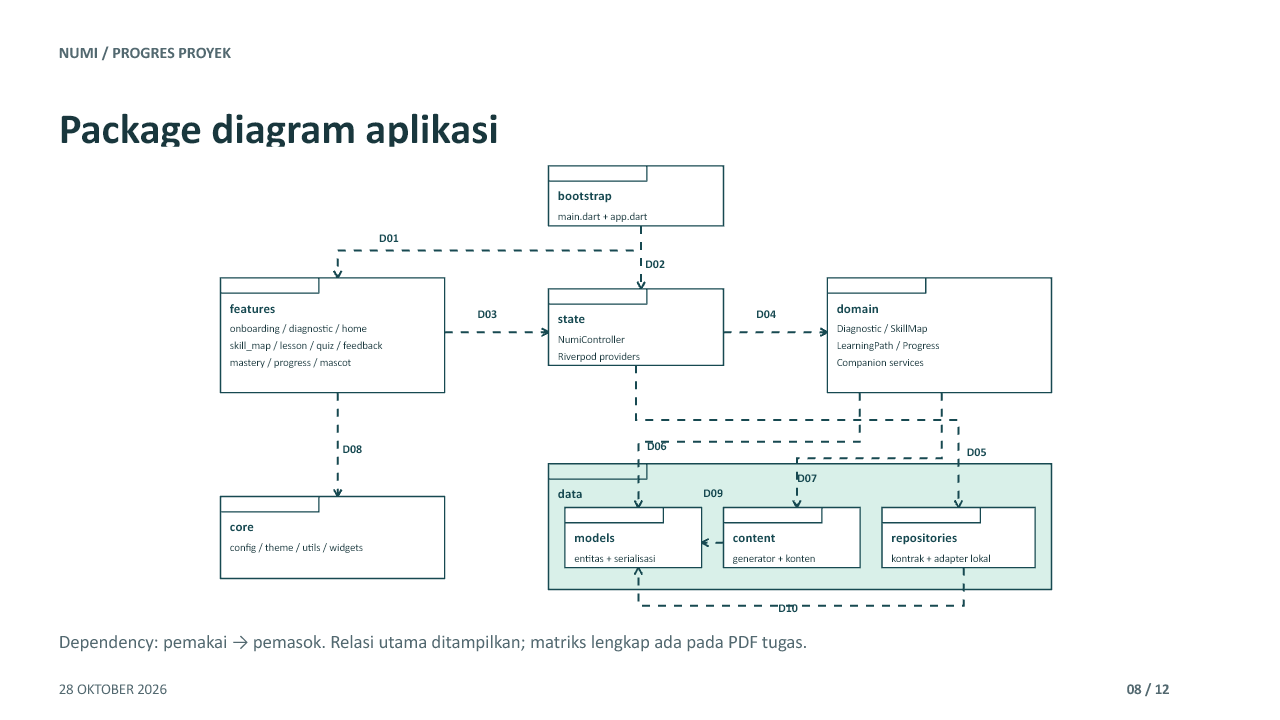 NUMI / PROGRES PROYEK
Package diagram aplikasi
bootstrap
main.dart + app.dart
D01
D02
features
onboarding / diagnostic / home
skill_map / lesson / quiz / feedback
mastery / progress / mascot
D03
state
NumiController
Riverpod providers
D04
domain
Diagnostic / SkillMap
LearningPath / Progress
Companion services
D08
D06
D05
D07
data
D09
core
config / theme / utils / widgets
models
entitas + serialisasi
content
generator + konten
repositories
kontrak + adapter lokal
D10
Dependency: pemakai → pemasok. Relasi utama ditampilkan; matriks lengkap ada pada PDF tugas.
28 OKTOBER 2026
08 / 12